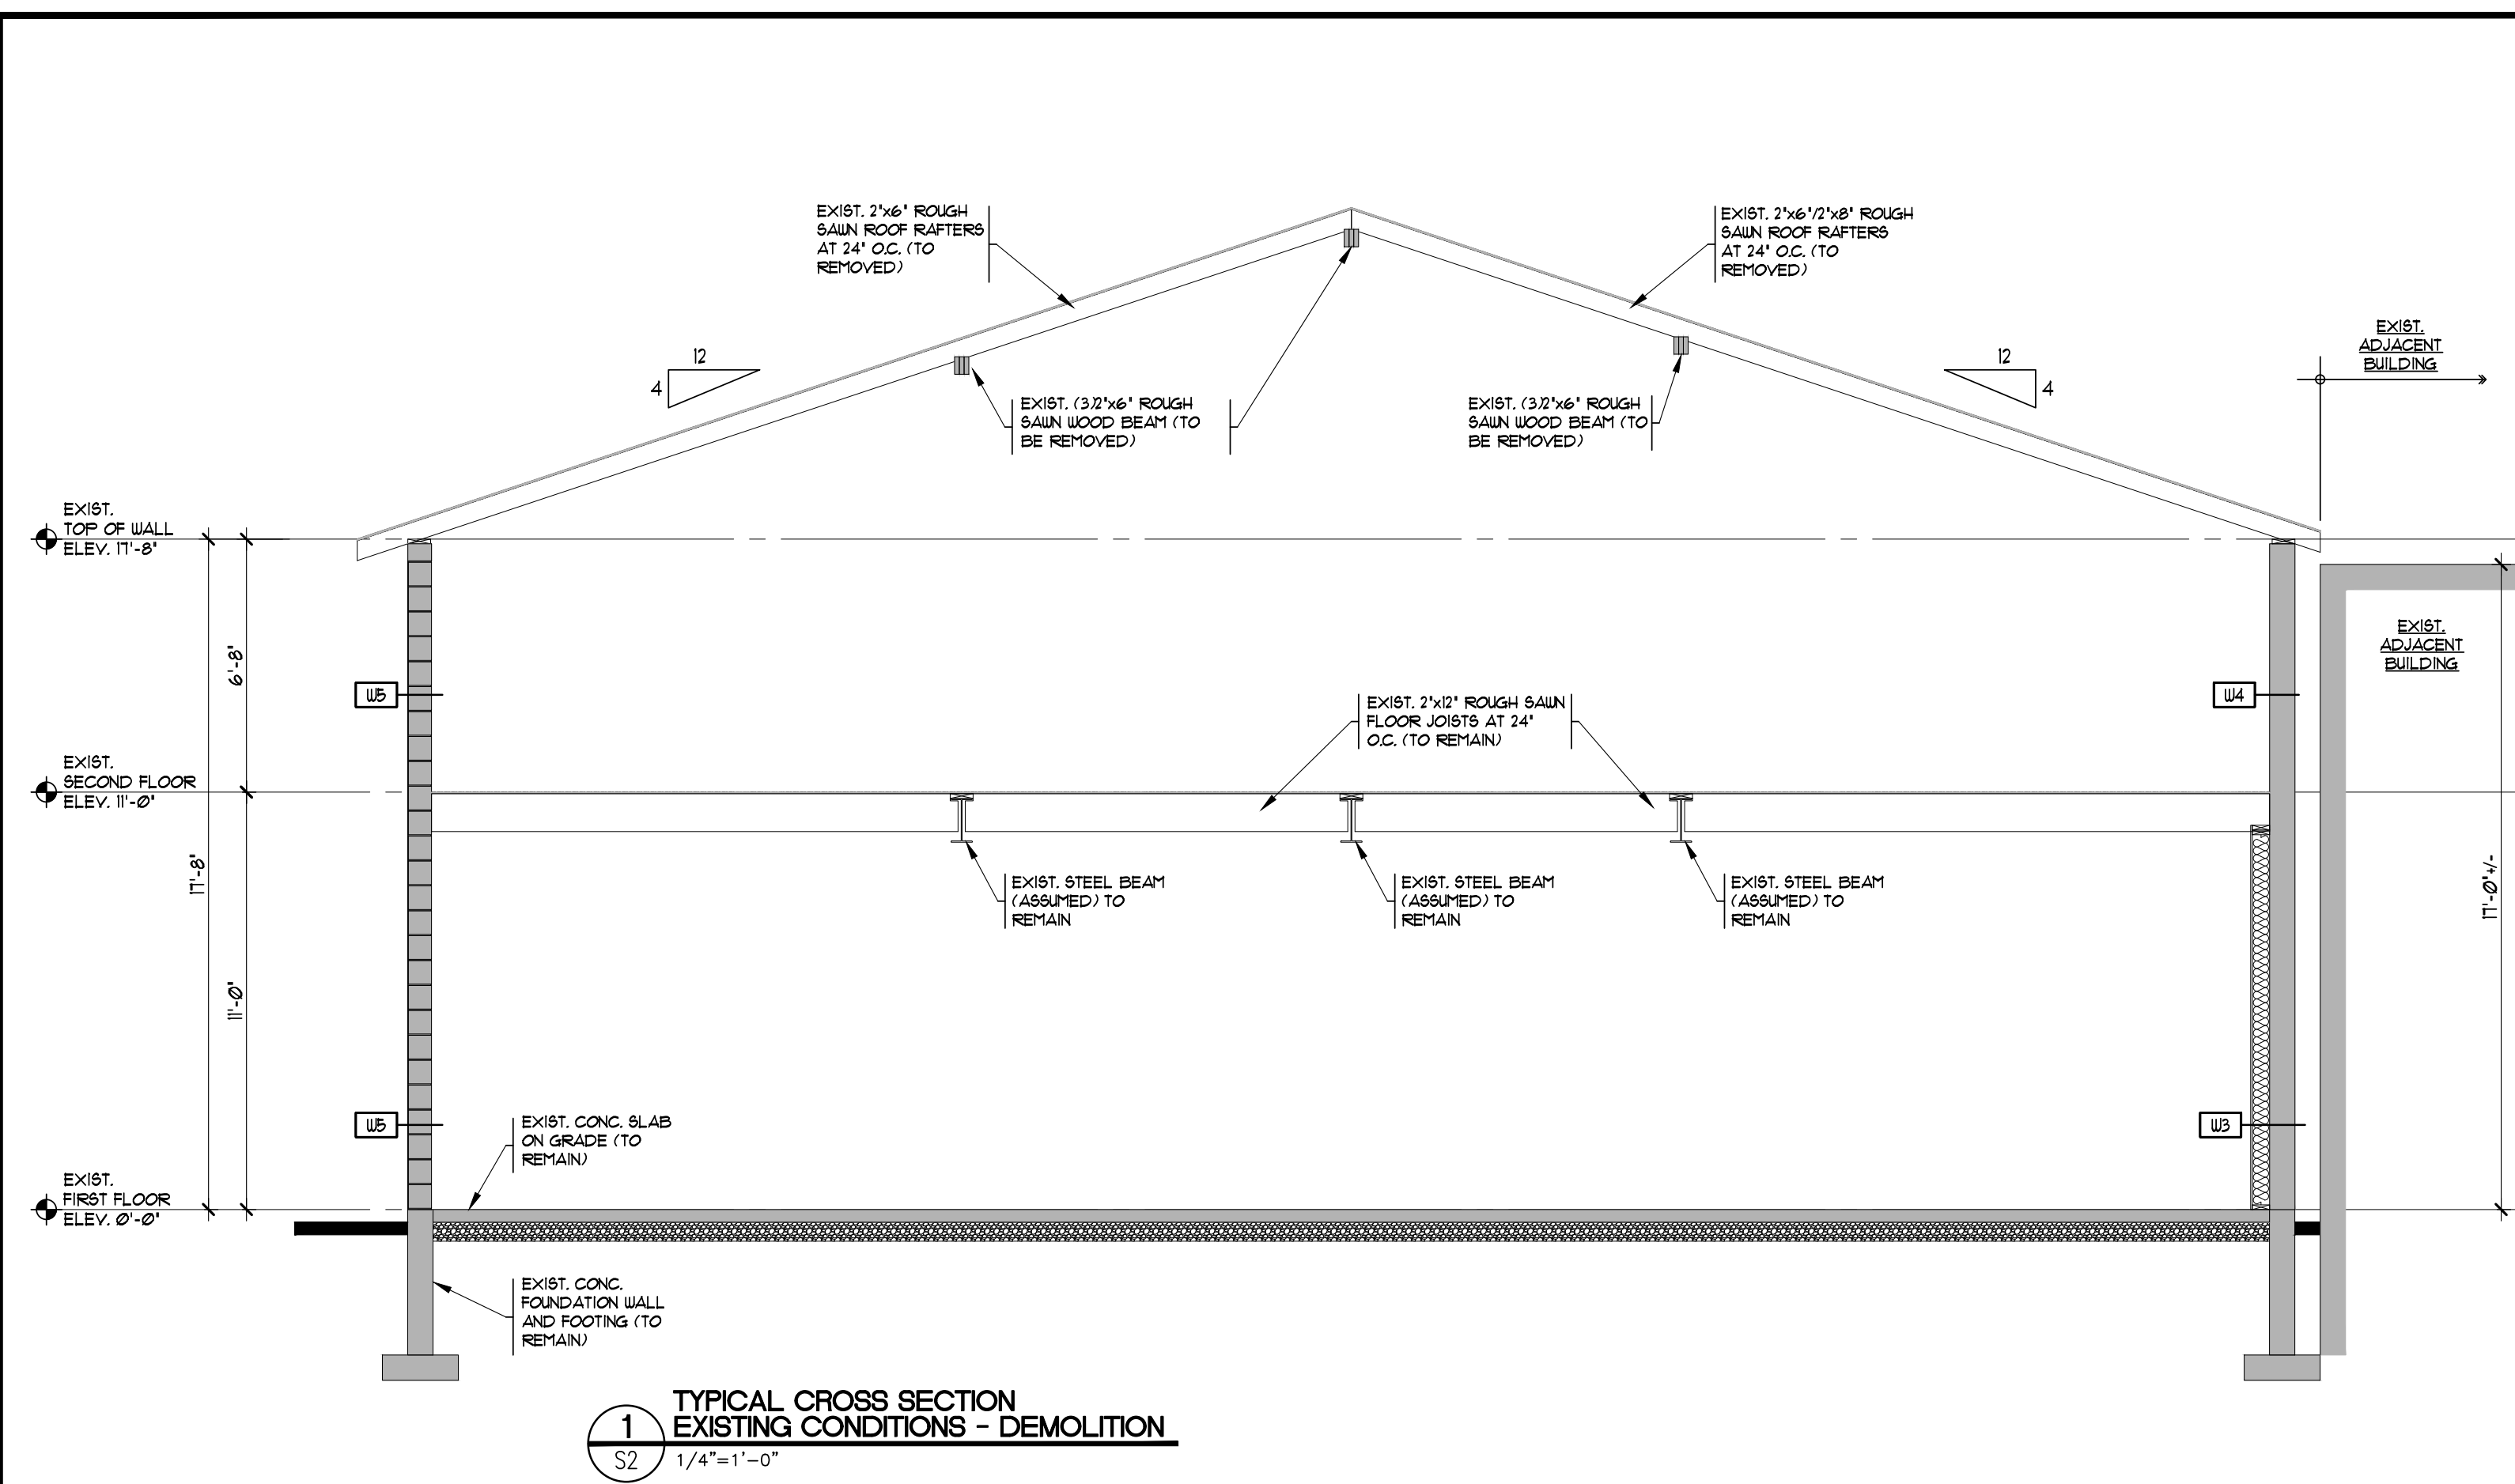 EXIST. 2"x6" ROUGH
SAWN ROOF RAFTERS
AT 24" O.C. (TO
REMOVED)
EXIST. 2"x6"/2"x8" ROUGH
SAWN ROOF RAFTERS
AT 24" O.C. (TO
REMOVED)
12
4
12
4
EXIST.
ADJACENT
BUILDING
EXIST. (3)2"x6" ROUGH
SAWN WOOD BEAM (TO
BE REMOVED)
EXIST. (3)2"x6" ROUGH
SAWN WOOD BEAM (TO
BE REMOVED)
EXIST.
TOP OF WALL
ELEV. 17'-8"
6'-8"
W5
EXIST. 2"x12" ROUGH SAWN
FLOOR JOISTS AT 24"
O.C. (TO REMAIN)
W4
EXIST.
ADJACENT
BUILDING
EXIST.
SECOND FLOOR
ELEV. 11'-0"
17'-8"
11'-0"
EXIST. STEEL BEAM
(ASSUMED) TO
REMAIN
EXIST. STEEL BEAM
(ASSUMED) TO
REMAIN
EXIST. STEEL BEAM
(ASSUMED) TO
REMAIN
17'-0"+/-
W5
EXIST. CONC. SLAB
ON GRADE (TO
REMAIN)
W3
EXIST.
FIRST FLOOR
ELEV. 0'-0"
EXIST. CONC.
FOUNDATION WALL
AND FOOTING (TO
REMAIN)
1
S2
TYPICAL CROSS SECTION
EXISTING CONDITIONS - DEMOLITION
1/4"=1'-0"